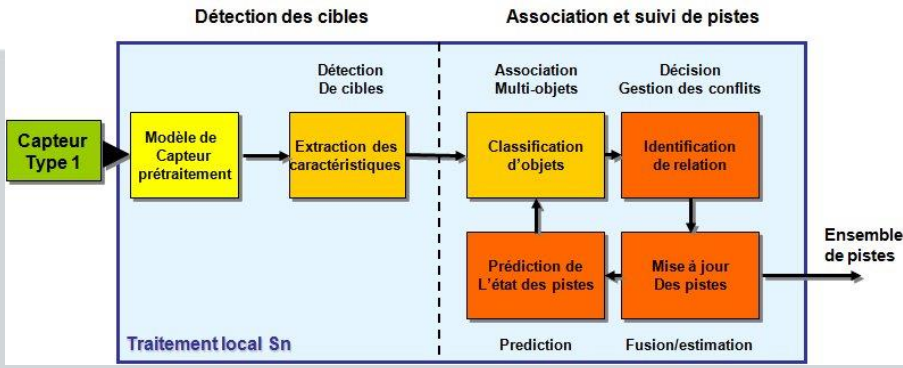 Détection des cibles
Association et suivi de pistes
Détection
De cibles
Association
Multi-objets
Décision
Gestion des conflits
Capteur
Type 1
Modèle de
Capteur
prétraitement
Extraction des
caractéristiques
Classification
d'objets
Identification
de relation
Prédiction de
L'état des pistes
Mise à jour
Des pistes
Ensemble
de pistes
Traitement local Sn
Prediction
Fusion/estimation